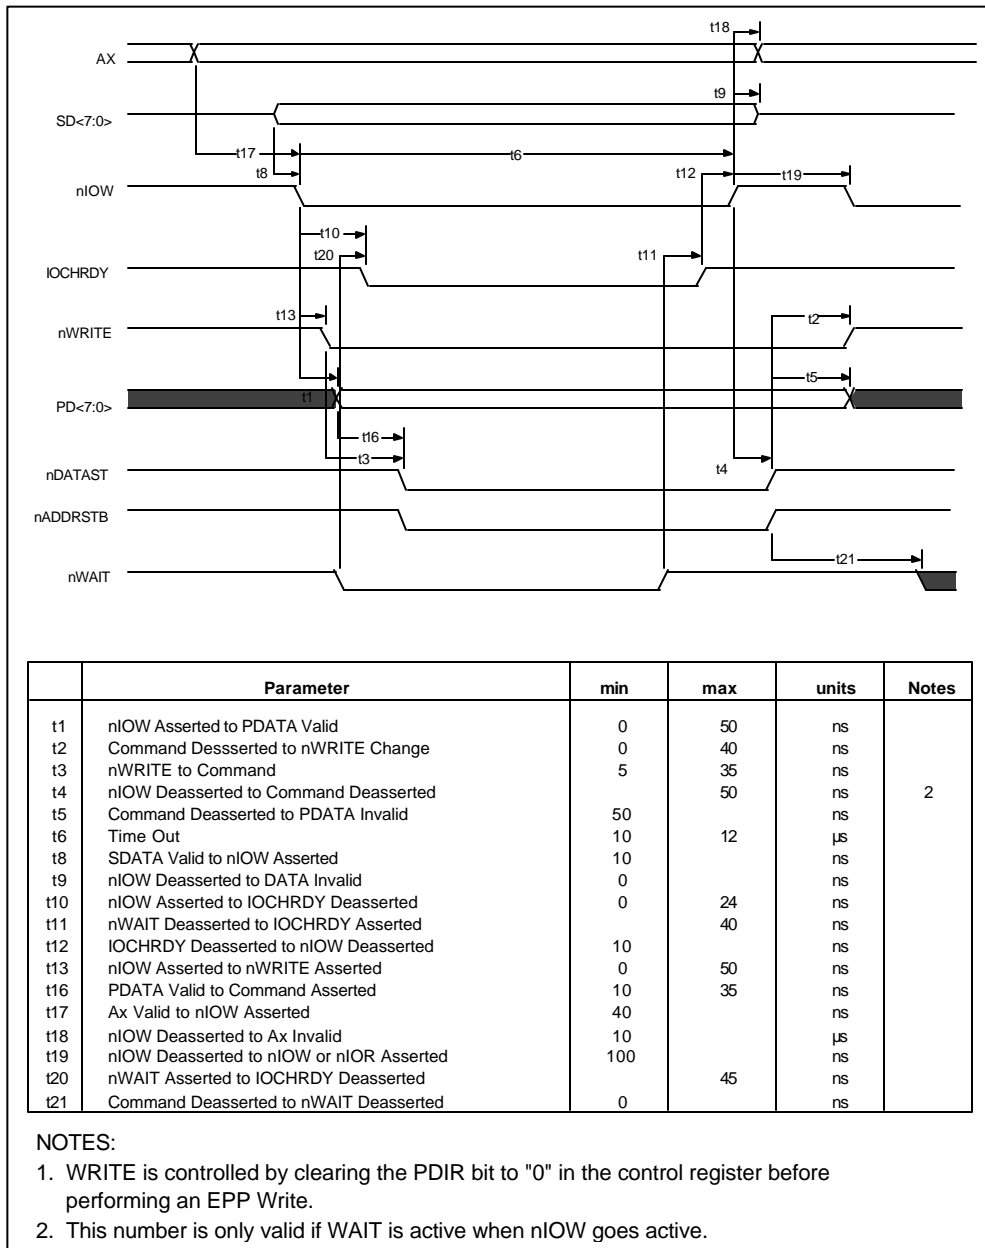 t18
AX
t9
SD<7:0>
t17
t6
t8
t12
t19
nIOW
t10
t20
t11
IOCHRDY
t13
t2
nWRITE
t5
t1
PD<7:0>
t16
t3
t4
nDATAST
nADDRSTB
t21
nWAIT
Parameter min max units Notes
t1 nIOW Asserted to PDATA Valid 0 50 ns
t2 Command Dessserted to nWRITE Change 0 40 ns
t3 nWRITE to Command 5 35 ns
t4 nIOW Deasserted to Command Deasserted 50 ns 2
t5 Command Deasserted to PDATA Invalid 50 ns
t6 Time Out 10 12 µs
t8 SDATA Valid to nIOW Asserted 10 ns
t9 nIOW Deasserted to DATA Invalid 0 ns
t10 nIOW Asserted to IOCHRDY Deasserted 0 24 ns
t11 nWAIT Deasserted to IOCHRDY Asserted 40 ns
t12 IOCHRDY Deasserted to nIOW Deasserted 10 ns
t13 nIOW Asserted to nWRITE Asserted 0 50 ns
t16 PDATA Valid to Command Asserted 10 35 ns
t17 Ax Valid to nIOW Asserted 40 ns
t18 nIOW Deasserted to Ax Invalid 10 µs
t19 nIOW Deasserted to nIOW or nIOR Asserted 100 ns
t20 nWAIT Asserted to IOCHRDY Deasserted 45 ns
t21 Command Deasserted to nWAIT Deasserted 0 ns
NOTES:
1. WRITE is controlled by clearing the PDIR bit to "0" in the control register before
performing an EPP Write.
2. This number is only valid if WAIT is active when nIOW goes active.